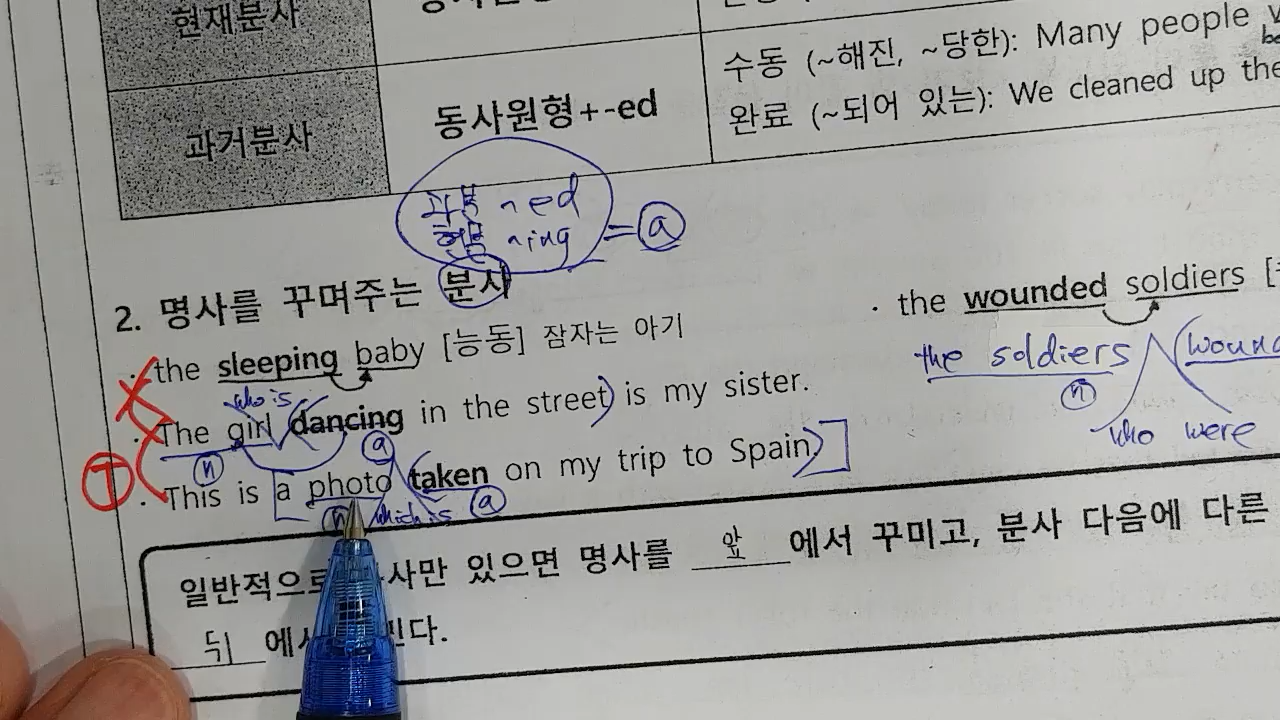 현재분사
수동 (~해진, ~당한): Many people
과거분사 동사원형+-ed 완료 (~되어 있는): We cleaned up the
과분 ~ed
현분 ~ing = ⓐ
2. 명사를 꾸며주는 분사
· the sleeping baby [능동] 잠자는 아기
· the wounded soldiers
the soldiers (wound
ⓝ
who were
who is
· The girl dancing in the street) is my sister.
ⓝ ⓐ
· This is [a photo (taken on my trip to Spain)]
ⓝ which is ⓐ
일반적으로 사만 있으면 명사를 앞 에서 꾸미고, 분사 다음에 다른
뒤 에서 다.